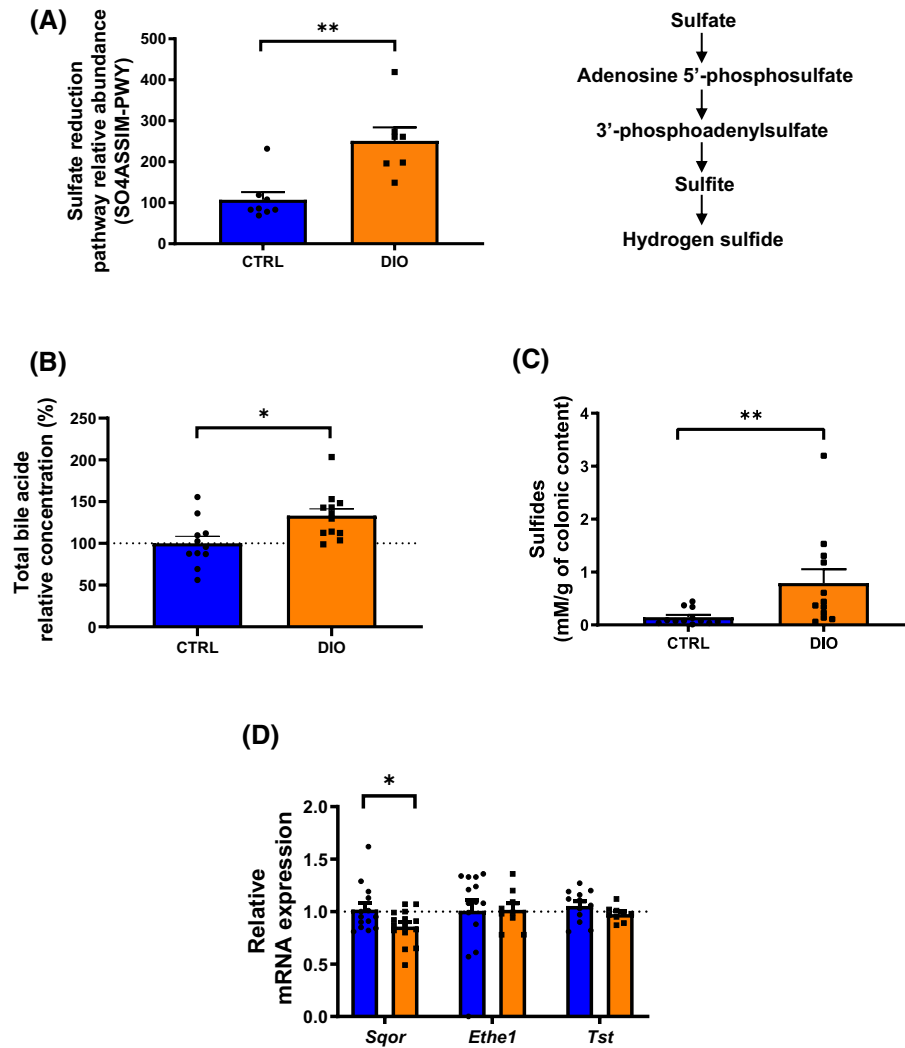 (A)
Sulfate reduction
pathway relative abundance
(SO4ASSIM-PWY)
500
400
300
200
100
0
**
CTRL
DIO
Sulfate
Adenosine 5’-phosphosulfate
3’-phosphoadenylsulfate
Sulfite
Hydrogen sulfide
(B)
Total bile acide
relative concentration (%)
250
200
150
100
50
0
*
CTRL
DIO
(C)
Sulfides
(mM/g of colonic content)
4
3
2
1
0
**
CTRL
DIO
(D)
Relative
mRNA expression
2.0
1.5
1.0
0.5
0.0
*
Sqor
Ethe1
Tst